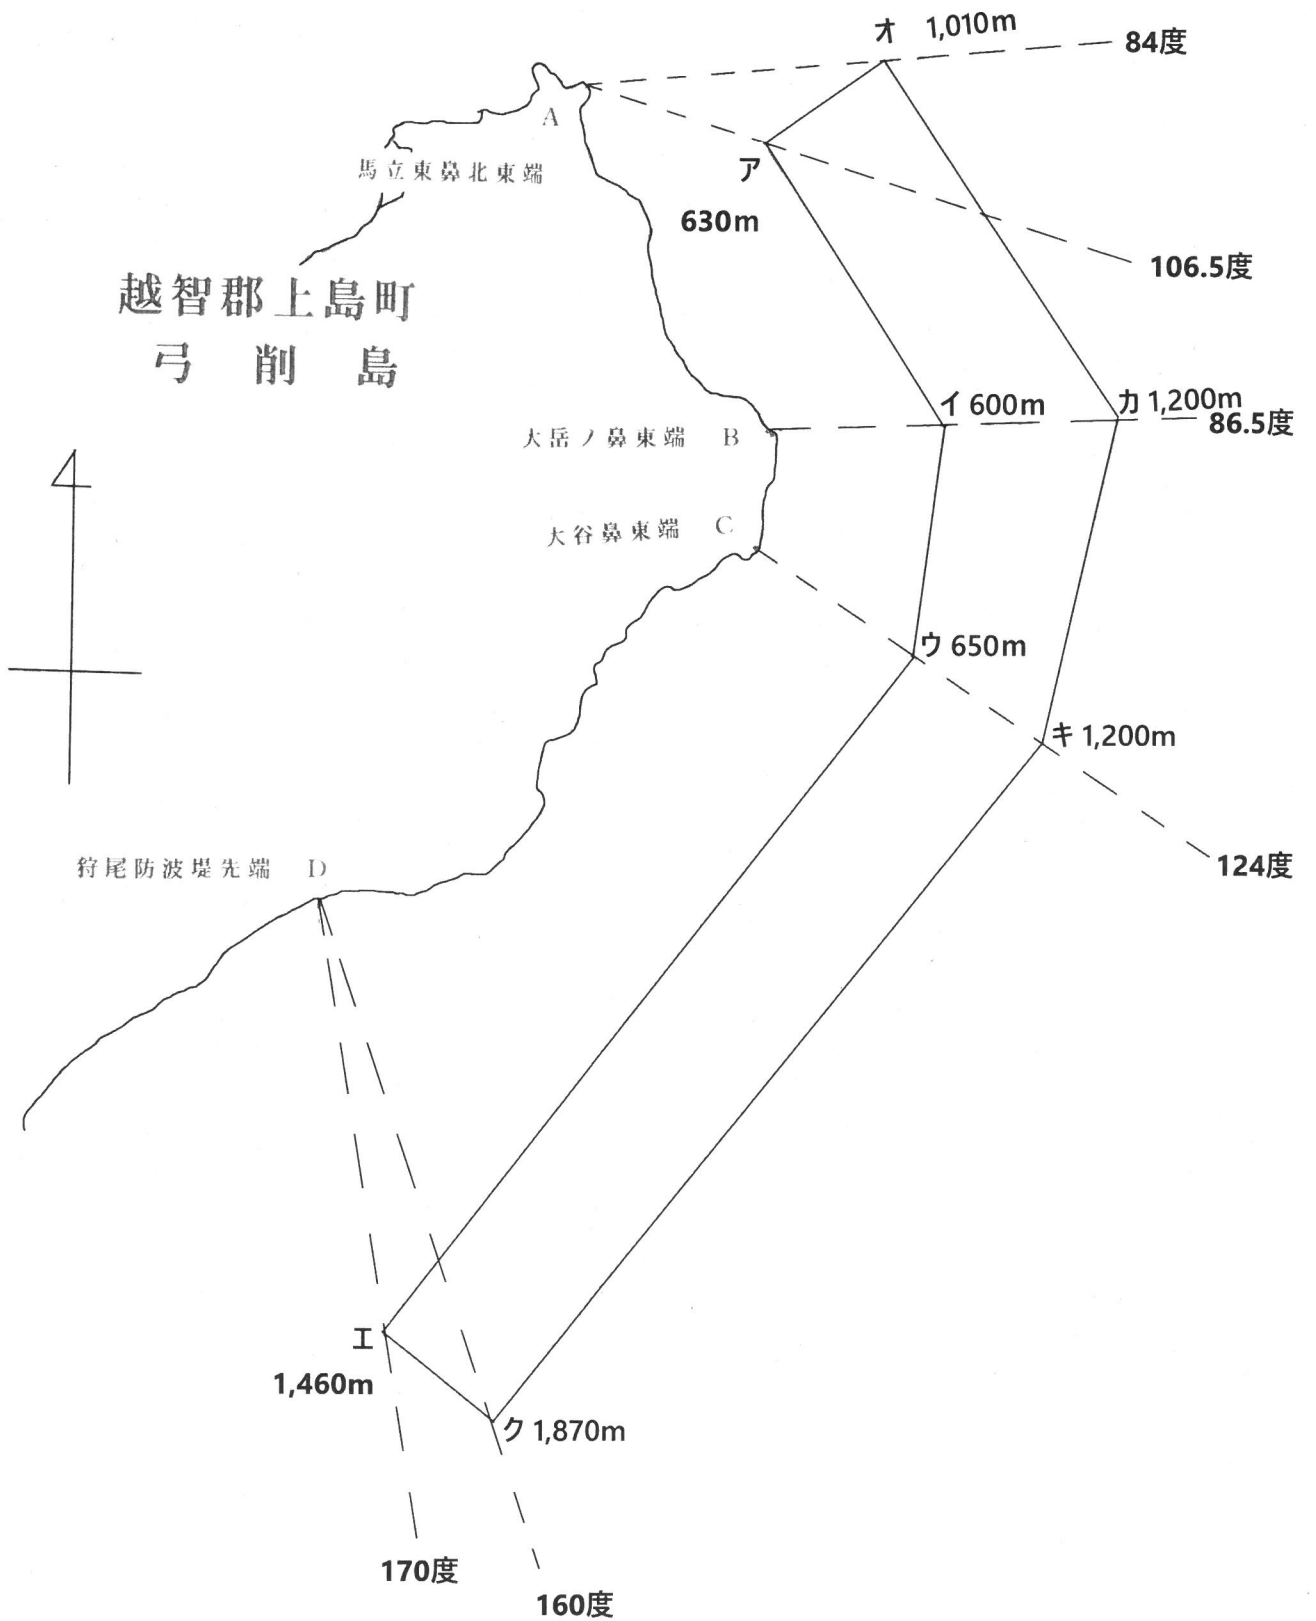 オ 1,010m
84度
A
馬立東鼻北東端
ア
630m
106.5度
越智郡上島町
弓削島
イ 600m
カ 1,200m
86.5度
大岳ノ鼻東端 B
大谷鼻東端 C
ウ 650m
キ 1,200m
124度
狩尾防波堤先端 D
エ
1,460m
ク 1,870m
170度
160度